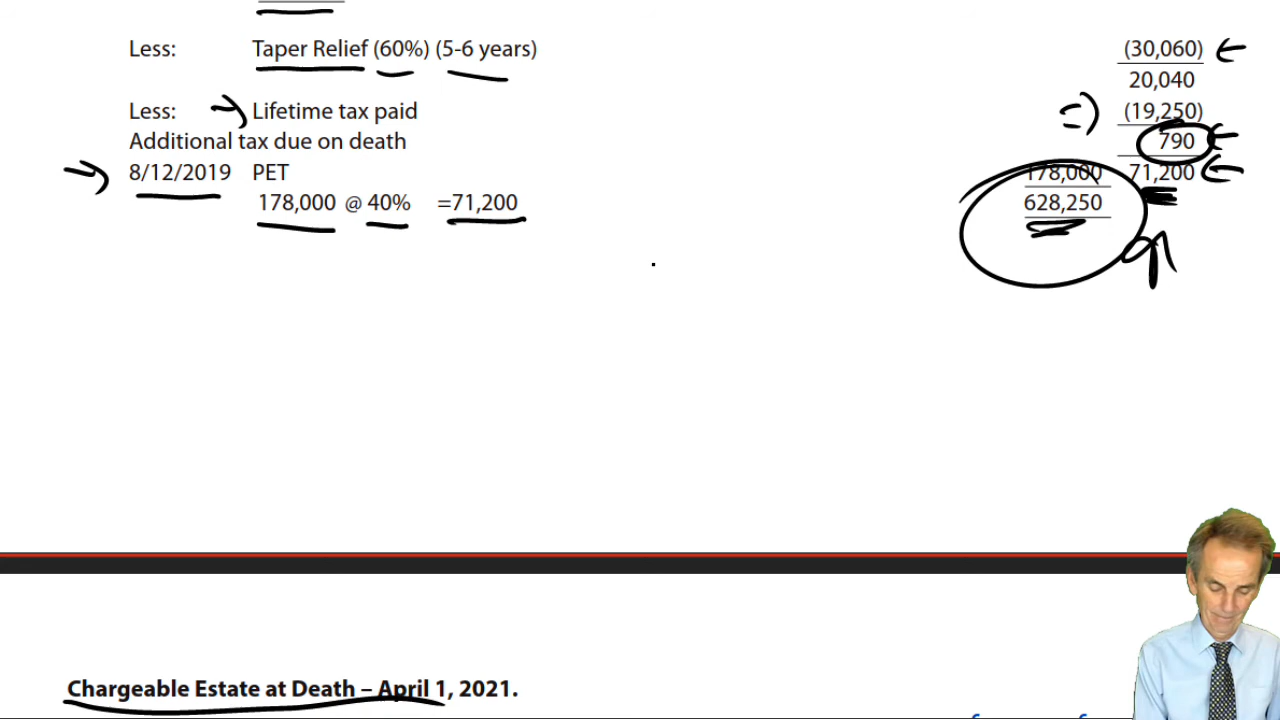 Less: Taper Relief (60%) (5-6 years) (30,060)
20,040
Less: Lifetime tax paid (19,250)
Additional tax due on death 790
8/12/2019 PET 178,000 71,200
178,000 @ 40% =71,200 628,250
Chargeable Estate at Death – April 1, 2021.